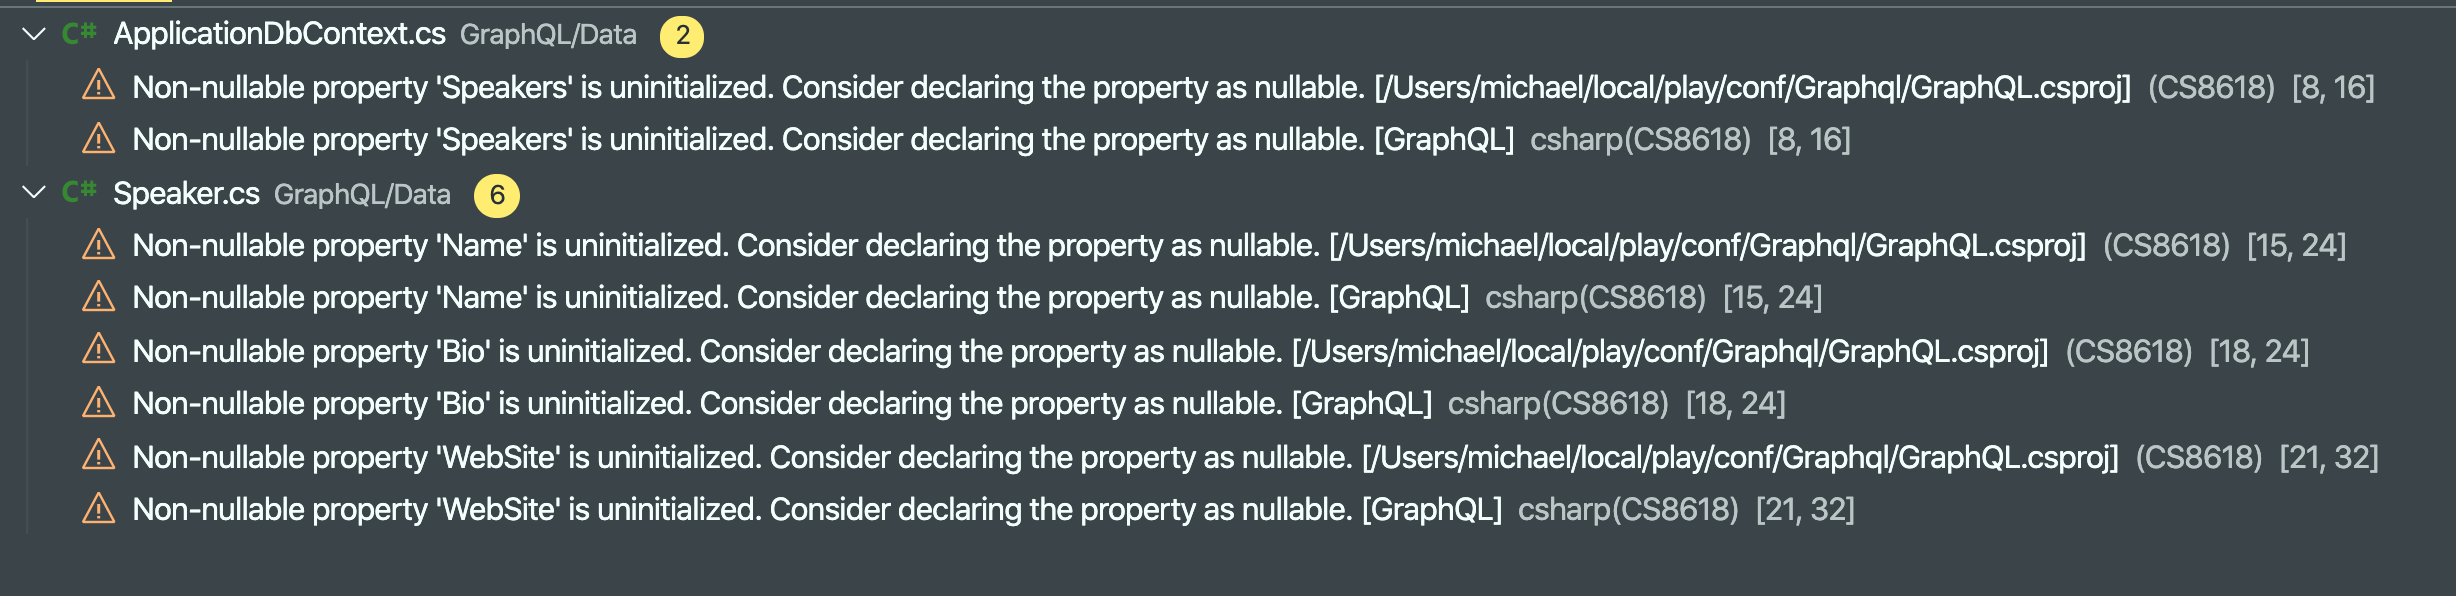 C# ApplicationDbContext.cs GraphQL/Data 2
Non-nullable property 'Speakers' is uninitialized. Consider declaring the property as nullable. [/Users/michael/local/play/conf/Graphql/GraphQL.csproj] (CS8618) [8, 16]
Non-nullable property 'Speakers' is uninitialized. Consider declaring the property as nullable. [GraphQL] csharp(CS8618) [8, 16]
C# Speaker.cs GraphQL/Data 6
Non-nullable property 'Name' is uninitialized. Consider declaring the property as nullable. [/Users/michael/local/play/conf/Graphql/GraphQL.csproj] (CS8618) [15, 24]
Non-nullable property 'Name' is uninitialized. Consider declaring the property as nullable. [GraphQL] csharp(CS8618) [15, 24]
Non-nullable property 'Bio' is uninitialized. Consider declaring the property as nullable. [/Users/michael/local/play/conf/Graphql/GraphQL.csproj] (CS8618) [18, 24]
Non-nullable property 'Bio' is uninitialized. Consider declaring the property as nullable. [GraphQL] csharp(CS8618) [18, 24]
Non-nullable property 'WebSite' is uninitialized. Consider declaring the property as nullable. [/Users/michael/local/play/conf/Graphql/GraphQL.csproj] (CS8618) [21, 32]
Non-nullable property 'WebSite' is uninitialized. Consider declaring the property as nullable. [GraphQL] csharp(CS8618) [21, 32]